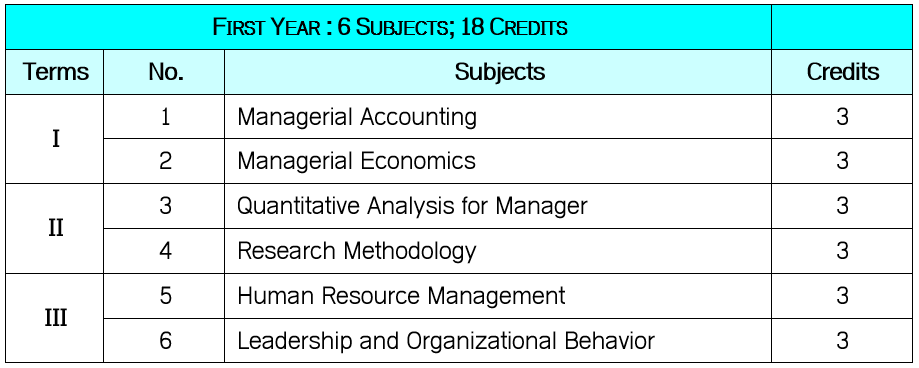 First Year : 6 Subjects; 18 Credits
Terms No. Subjects Credits
I 1 Managerial Accounting 3
2 Managerial Economics 3
II 3 Quantitative Analysis for Manager 3
4 Research Methodology 3
III 5 Human Resource Management 3
6 Leadership and Organizational Behavior 3